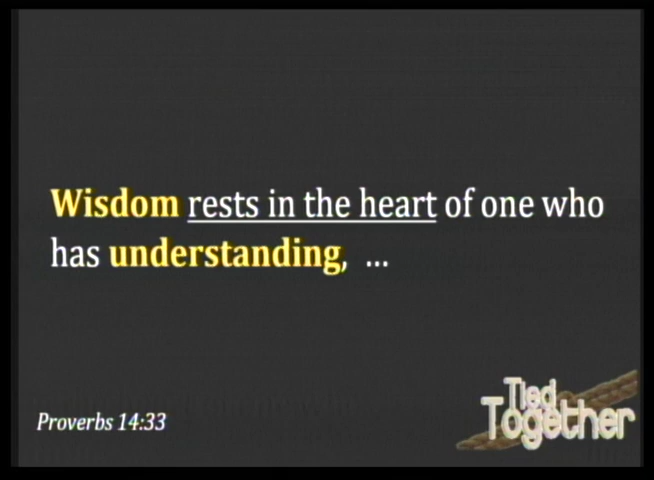 Wisdom rests in the heart of one who
has understanding, ...
Proverbs 14:33
Tied
Together